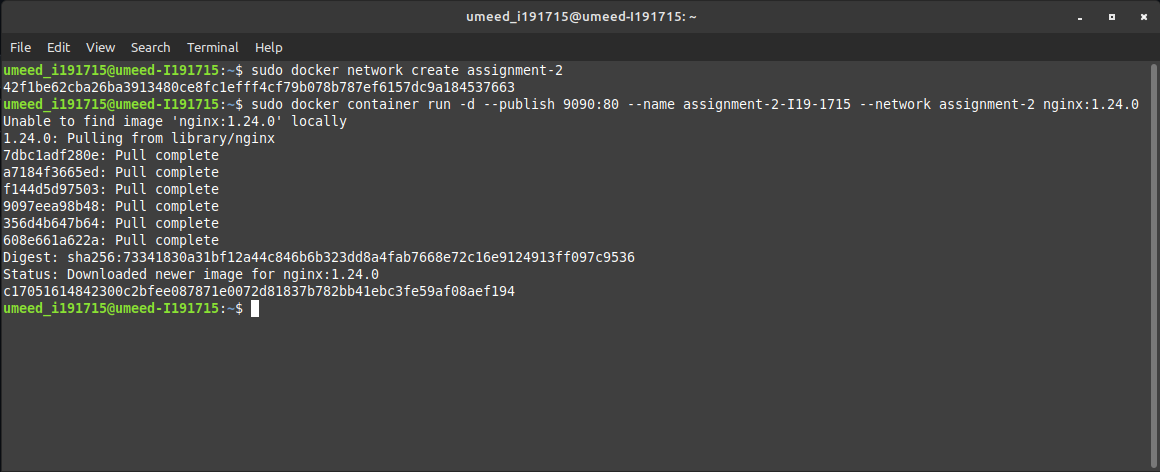 umeed_i191715@umeed-I191715: ~
File Edit View Search Terminal Help
umeed_i191715@umeed-I191715:~$ sudo docker network create assignment-2
42f1be62cba26ba3913480ce8fc1efff4cf79b078b787ef6157dc9a184537663
umeed_i191715@umeed-I191715:~$ sudo docker container run -d --publish 9090:80 --name assignment-2-I19-1715 --network assignment-2 nginx:1.24.0
Unable to find image 'nginx:1.24.0' locally
1.24.0: Pulling from library/nginx
7dbc1adf280e: Pull complete
a7184f3665ed: Pull complete
f144d5d97503: Pull complete
9097eea98b48: Pull complete
356d4b647b64: Pull complete
608e661a622a: Pull complete
Digest: sha256:73341830a31bf12a44c846b6b323dd8a4fab7668e72c16e9124913ff097c9536
Status: Downloaded newer image for nginx:1.24.0
c17051614842300c2bfee087871e0072d81837b782bb41ebc3fe59af08aef194
umeed_i191715@umeed-I191715:~$